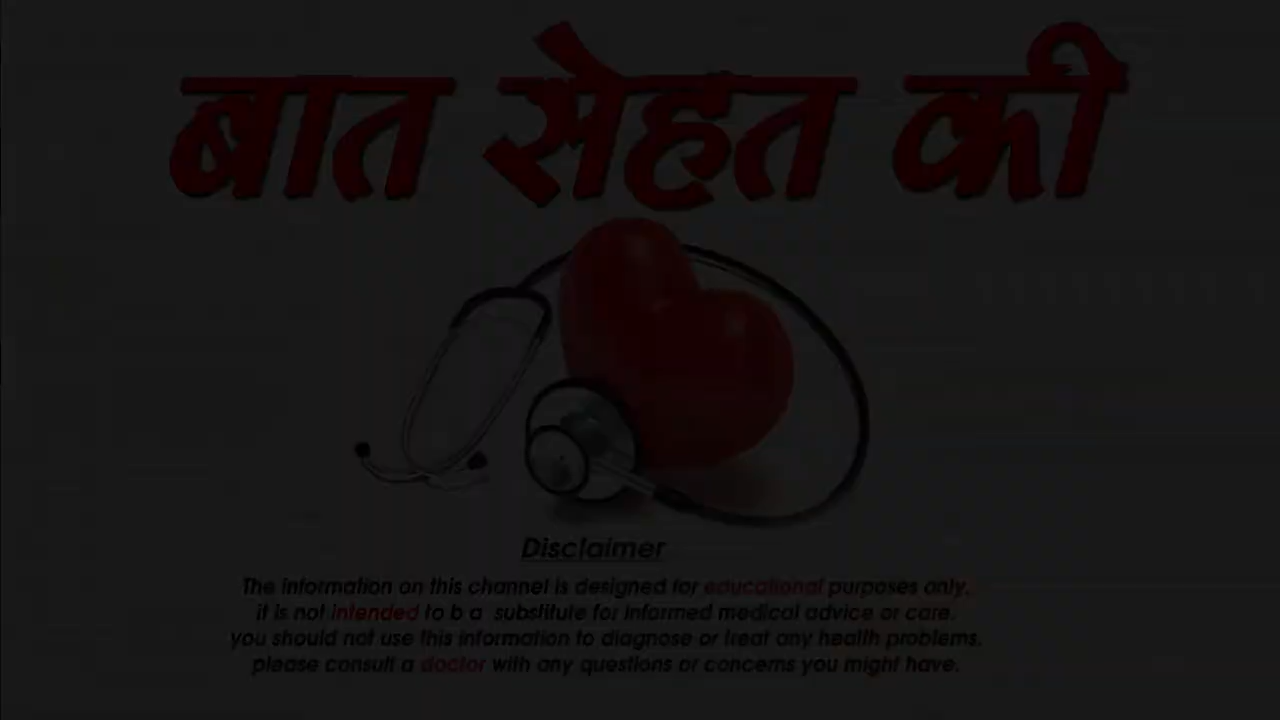 बात सेहत की
Disclaimer
The information on this channel is designed for educational purposes only,
it is not intended to b a substitute for informed medical advice or care.
you should not use this information to diagnose or treat any health problems.
please consult a doctor with any questions or concerns you might have.